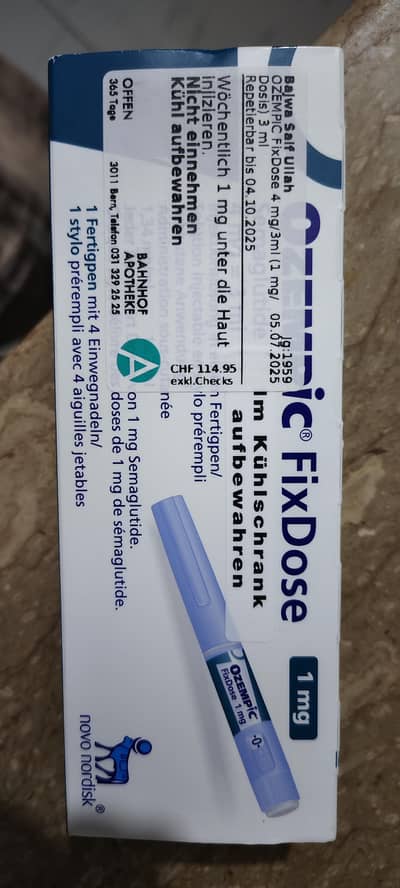 Bajwa Saif Ullah
Jg:1959
OZEMPIC FixDose 4 mg/3ml (1 mg/ 05.07.2025
Dosis) 3 ml
Repetierbar bis 04.10.2025
Wöchentlich 1 mg unter die Haut
injizieren.
Nicht einnehmen
Kühl aufbewahren
CHF 114.95
exkl.Checks
BAHNHOF
APOTHEKE
OFFEN
365 Tage
3011 Bern, Telefon 031 329 25 25
Im Kühlschrank
aufbewahren
OZEMPIC® FixDose
1 mg
Fertigpen/
prérempli
on 1 mg Semaglutide.
doses de 1 mg de sémaglutide.
1 Fertigpen mit 4 Einwegnadeln/
1 stylo prérempli avec 4 aiguilles jetables
OZEMPIC
FixDose 1 mg
-0-
novo nordisk®